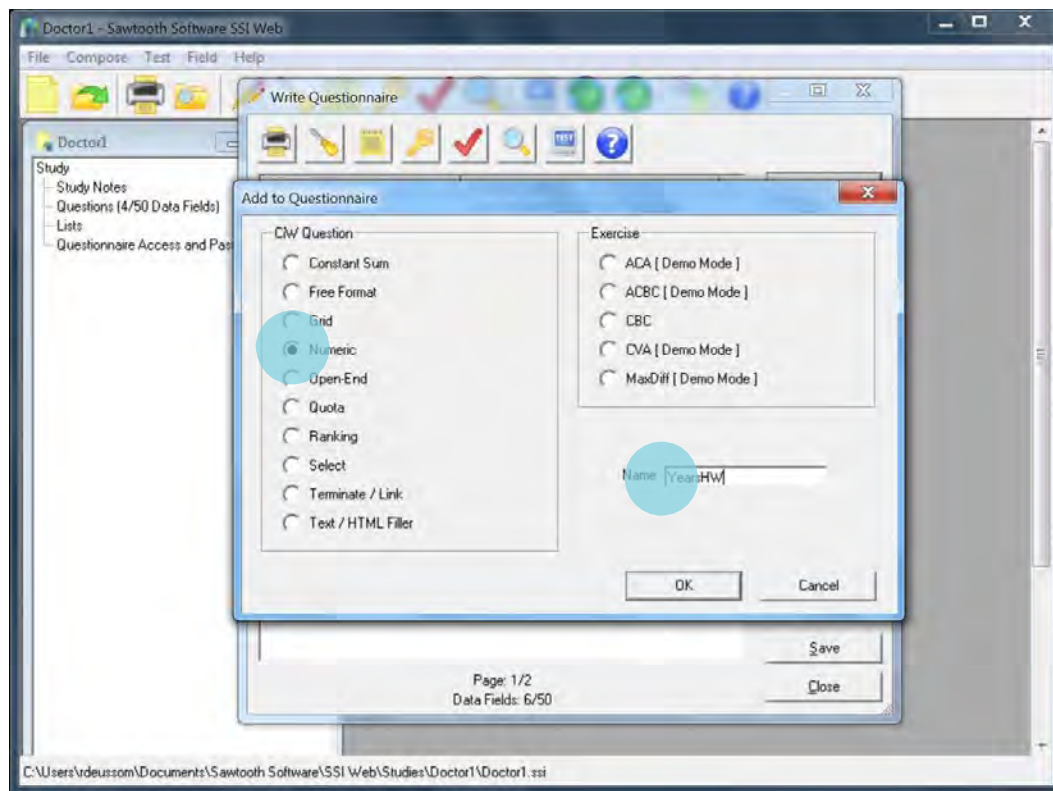 Doctor1 - Sawtooth Software SSI Web
File Compose Test Field Help
Write Questionnaire
TEST
Doctor1
Study
Study Notes
Questions (4/50 Data Fields)
Lists
Questionnaire Access and Pas
Add to Questionnaire
CiW Question
Constant Sum
Free Format
Grid
Numeric
Open-End
Quota
Ranking
Select
Terminate / Link
Text / HTML Filler
Exercise
ACA [ Demo Mode ]
ACBC [ Demo Mode ]
CBC
CVA [ Demo Mode ]
MaxDiff [ Demo Mode ]
Name YearsHW
OK Cancel
Save
Page: 1/2
Data Fields: 6/50
Close
C:\Users\rdeussom\Documents\Sawtooth Software\SSI Web\Studies\Doctor1\Doctor1.ssi